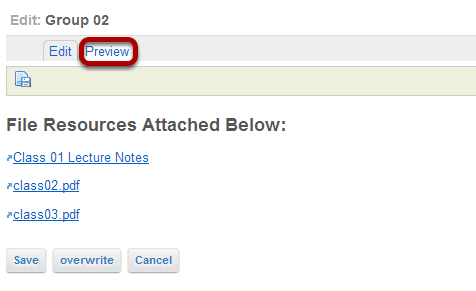 Edit: Group 02
Edit Preview
File Resources Attached Below:
Class 01 Lecture Notes
class02.pdf
class03.pdf
Save overwrite Cancel